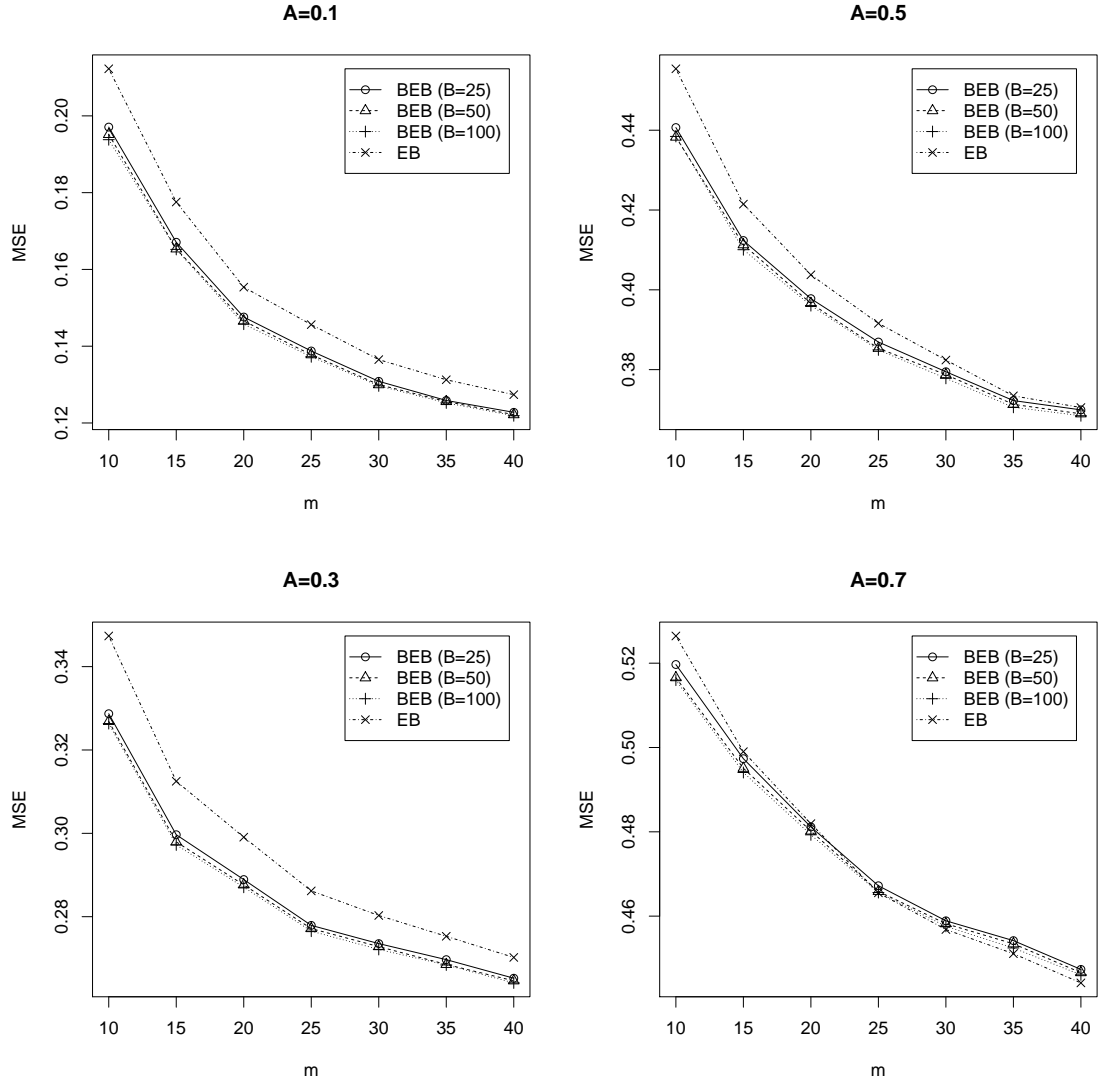 A=0.1
MSE
0.20
0.18
0.16
0.14
0.12
BEB (B=25)
BEB (B=50)
BEB (B=100)
EB
10 15 20 25 30 35 40
m
A=0.5
MSE
0.44
0.42
0.40
0.38
BEB (B=25)
BEB (B=50)
BEB (B=100)
EB
10 15 20 25 30 35 40
m
A=0.3
MSE
0.34
0.32
0.30
0.28
BEB (B=25)
BEB (B=50)
BEB (B=100)
EB
10 15 20 25 30 35 40
m
A=0.7
MSE
0.52
0.50
0.48
0.46
BEB (B=25)
BEB (B=50)
BEB (B=100)
EB
10 15 20 25 30 35 40
m